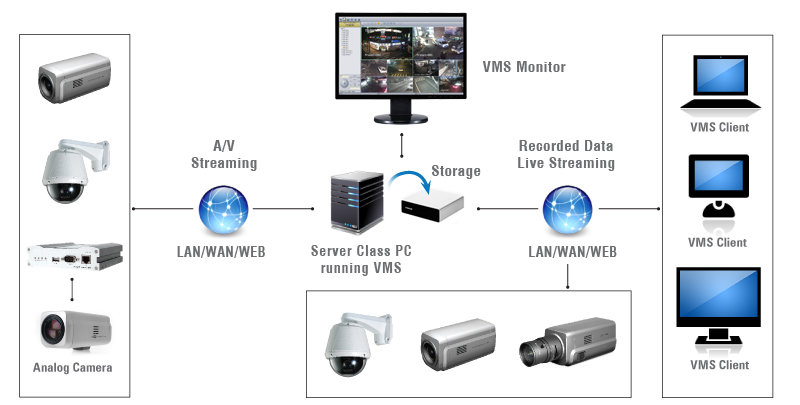 VMS Monitor
A/V
Streaming
Recorded Data
Live Streaming
Storage
VMS Client
LAN/WAN/WEB
Server Class PC
running VMS
LAN/WAN/WEB
VMS Client
Analog Camera
VMS Client